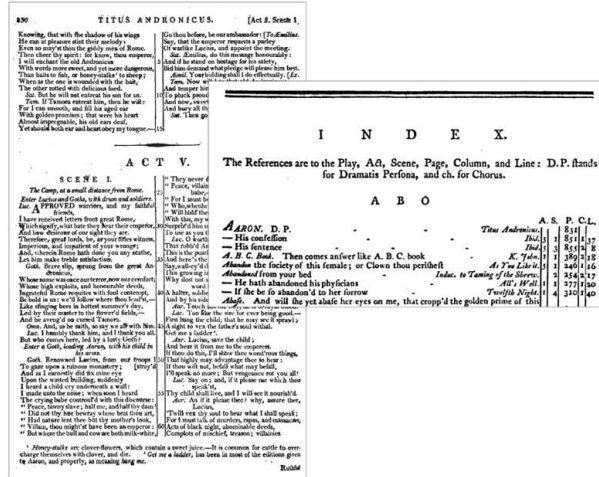 850
TITUS ANDRONICUS.
[Act 5. Scene 1.
Knowing, that with the shadow of his wings
He can at pleasure stint their melody:
Even so may'st thou the giddy men of Rome.
Then cheer thy spirit: for know, thou emperor,
I will enchant the old Andronicus
With words more sweet, and yet more dangerous,
Than baits to fish, or honey-stalks to sheep;
When as the one is wounded with the bait,
The other rotted with delicious feed.
Sat. But he will not entreat his son for us.
Tam. If Tamora entreat him, then he will:
For I can smooth, and fill his aged ear
With golden promises; that were his heart
Almost impregnable, his old ears deaf,
Yet should both ear and heart obey my tongue.—
Go thou before, be our ambassador: [To Æmilius.
Say, that the emperor requests a parley
Of warlike Lucius, and appoint the meeting.
Sat. Æmilius, do this message honourably:
And if he stand on hostage for his safety,
Bid him demand what pledge will please him best.
Æmil. Your bidding shall I do effectually. [Ex.
Tam. Now will
And temper him
To pluck proud
And now, sweet
And bury all th
Sat. Then go
ACT V.
SCENE I.
The Camp, at a small distance from Rome.
Enter Lucius and Goths, with drum and soldiers.
Luc. APPROVED warriors, and my faithful
friends,
I have received letters from great Rome,
Which signify, what hate they bear their emperor,
And how desirous of our sight they are.
Therefore, great lords, be, as your titles witness,
Imperious, and impatient of your wrongs;
And, wherein Rome hath done you any scathe,
Let him make treble satisfaction.
Goth. Brave slip, sprung from the great Andronicus,
Whose name was once our terror, now our comfort;
Whose high exploits, and honourable deeds,
Ingrateful Rome requites with foul contempt,
Be bold in us: we'll follow where thou lead'st,—
Like stinging bees in hottest summer's day,
Led by their master to the flower'd fields,—
And be aveng'd on cursed Tamora.
Omn. And, as he saith, so say we all with him.
Luc. I humbly thank him, and I thank you all.
But who comes here, led by a lusty Goth?
Enter a Goth, leading Aaron, with his child in
his arms.
Goth. Renowned Lucius, from our troops I
[stray'd
To gaze upon a ruinous monastery;
And as I earnestly did fix mine eye
Upon the wasted building, suddenly
I heard a child cry underneath a wall:
I made unto the noise; when soon I heard
The crying babe controul'd with this discourse:
" Peace, tawny slave; half me, and half thy dam!
" Did not thy hue bewray whose brat thou art,
" Had nature lent thee but thy mother's look,
" Villain, thou might'st have been an emperor:
" But where the bull and cow are both milk-white,
" They never d
" Peace, villain
" For I must b
" Who, when he
" Will hold thee
With this, my w
Surpriz'd him s
To use as you t
Luc. O worth
That robb'd An
This is the pearl
And here's the
Say, wall-ey'd sl
This growing i
Why dost not s
A halter, soldie
And by his side
Aar. Touch
Luc. Too like the sire for ever being good.—
First hang the child, that he may see it sprawl;
A sight to vex the father's soul withal.
Get me a ladder.
Aar. Lucius, save the child;
And bear it from me to the emperess.
If thou do this, I'll shew thee wond'rous things,
That highly may advantage thee to hear:
If thou wilt not, befall what may befall,
I'll speak no more; But vengeance rot you all!
Luc. Say on; and, if it please me which thou
speak'st,
Thy child shall live, and I will see it nourish'd.
Aar. An if it please thee? why, assure thee,
Lucius,
'Twill vex thy soul to hear what I shall speak;
For I must talk of murders, rapes, and massacres,
Acts of black night, abominable deeds,
Complots of mischief, treason; villainies
Honey-stalks are clover-flowers, which contain a sweet juice.—It is common for cattle to over-
charge themselves with clover, and die. Get me a ladder, has been in most of the editions given
to Aaron, and properly, as meaning hang me.
Ruthful
INDEX.
The References are to the Play, Act, Scene, Page, Column, and Line: D.P. stands
for Dramatis Persona, and ch. for Chorus.
A B O
A. S. P. C. L.
AARON. D. P. - - - Titus Andronicus. 831
— His confession - - - Ibid. 5 1 851 1 37
— His sentence - - - Ibid. 5 3 855 2 8
A. B. C. Book. Then comes answer like A. B. C. book - K. John. 1 1 389 2 18
Abandon the society of this female; or Clown thou perishest - As You Like It. 5 1 246 1 16
Abandoned from your bed - Induc. to Taming of the Shrew. 2 254 2 17
— He hath abandoned his physicians - All's Well. 1 1 277 1 20
— If she be so abandon'd to her sorrow - Twelfth Night. 1 4 310 1 40
Abase. And will she yet abase her eyes on me, that cropp'd the golden prime of this